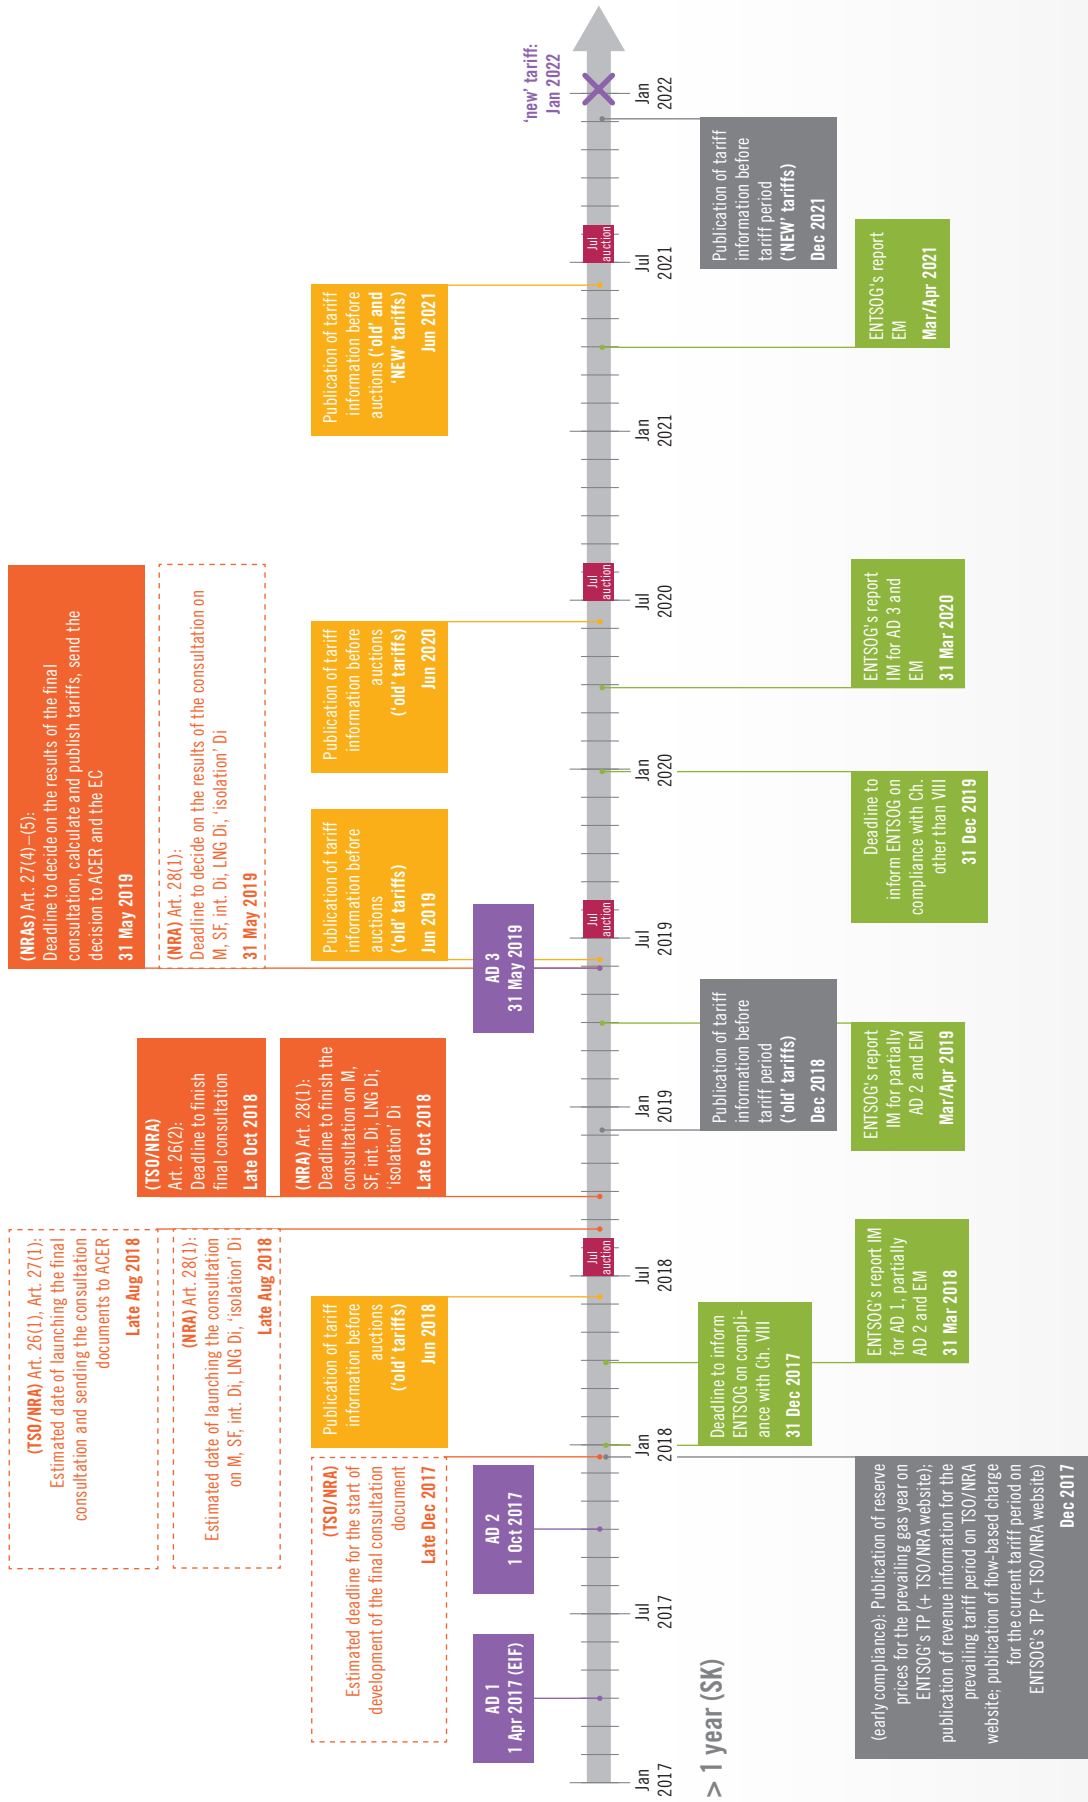 (NRAs) Art. 27(4)–(5):
Deadline to decide on the results of the final
consultation, calculate and publish tariffs, send the
decision to ACER and the EC
31 May 2019
(NRA) Art. 28(1):
Deadline to decide on the results of the consultation on
M, SF, int. Di, LNG Di, ‘isolation’ Di
31 May 2019
(TSO/NRA) Art. 26(1), Art. 27(1):
Estimated date of launching the final
consultation and sending the consultation
documents to ACER
Late Aug 2018
(NRA) Art. 28(1):
Estimated date of launching the consultation
on M, SF, int. Di, LNG Di, ‘isolation’ Di
Late Aug 2018
(TSO/NRA)
Art. 26(2):
Deadline to finish
final consultation
Late Oct 2018
(NRA) Art. 28(1):
Deadline to finish the
consultation on M,
SF, int. Di, LNG Di,
‘isolation’ Di
Late Oct 2018
(TSO/NRA)
Estimated deadline for the start of
development of the final consultation
document
Late Dec 2017
Publication of tariff
information before
auctions
(‘old’ tariffs)
Jun 2018
Publication of tariff
information before
auctions
(‘old’ tariffs)
Jun 2019
Publication of tariff
information before
auctions
(‘old’ tariffs)
Jun 2020
Publication of tariff
information before
auctions (‘old’ and
‘NEW’ tariffs)
Jun 2021
AD 1
1 Apr 2017 (EIF)
AD 2
1 Oct 2017
AD 3
31 May 2019
‘new’ tariff:
Jan 2022
Jul
auction
Jul
auction
Jul
auction
Jul
auction
Jan
2017
Jul
2017
Jan
2018
Jul
2018
Jan
2019
Jul
2019
Jan
2020
Jul
2020
Jan
2021
Jul
2021
Jan
2022
> 1 year (SK)
Deadline to inform
ENTSOG on compli-
ance with Ch. VIII
31 Dec 2017
Publication of tariff
information before
tariff period
(‘old’ tariffs)
Dec 2018
Publication of tariff
information before
tariff period
(‘NEW’ tariffs)
Dec 2021
(early compliance): Publication of reserve
prices for the prevailing gas year on
ENTSOG’s TP (+ TSO/NRA website);
publication of revenue information for the
prevailing tariff period on TSO/NRA
website; publication of flow-based charge
for the current tariff period on
ENTSOG’s TP (+ TSO/NRA website)
Dec 2017
ENTSOG’s report IM
for AD 1, partially
AD 2 and EM
31 Mar 2018
ENTSOG’s report
IM for partially
AD 2 and EM
Mar/Apr 2019
Deadline to
inform ENTSOG on
compliance with Ch.
other than VIII
31 Dec 2019
ENTSOG’s report
IM for AD 3 and
EM
31 Mar 2020
ENTSOG's report
EM
Mar/Apr 2021